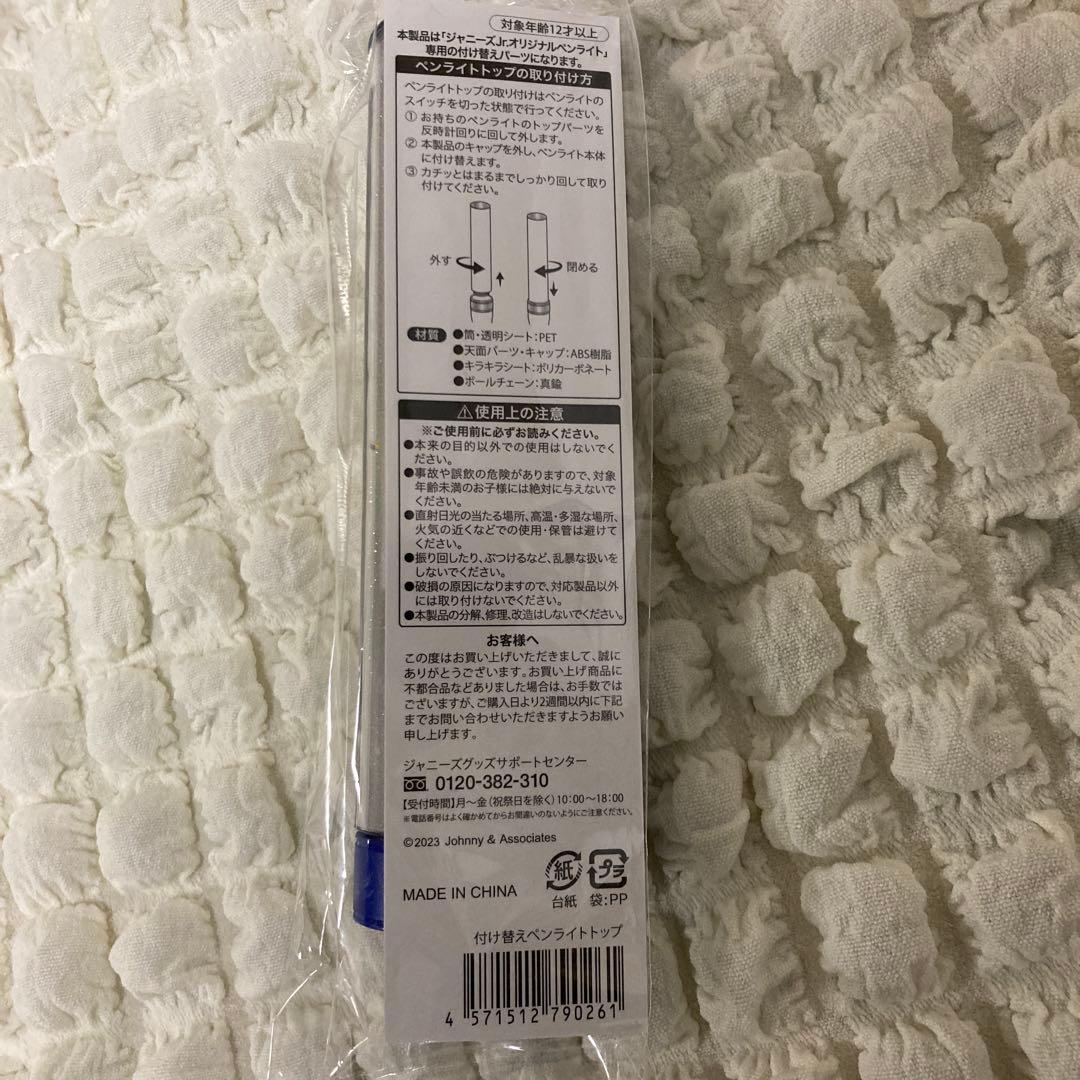 対象年齢12才以上
本製品は「ジャニーズJr.オリジナルペンライト」
専用の付け替えパーツになります。
ペンライトトップの取り付け方
ペンライトトップの取り付けはペンライトの
スイッチを切った状態で行ってください。
① お持ちのペンライトのトップパーツを
反時計回りに回して外します。
② 本製品のキャップを外し、ペンライト本体
に付け替えます。
③ カチッとはまるまでしっかり回して取り
付けてください。
外す
閉める
材質 ●筒・透明シート:PET
●天面パーツ・キャップ:ABS樹脂
●キラキラシート:ポリカーボネート
●ボールチェーン:真鍮
⚠使用上の注意
※ご使用前に必ずお読みください。
●本来の目的以外での使用はしないでく
ださい。
●事故や誤飲の危険がありますので、対象
年齢未満のお子様には絶対に与えないで
ください。
●直射日光の当たる場所、高温・多湿な場所、
火気の近くなどでの使用・保管は避けて
ください。
●振り回したり、ぶつけるなど、乱暴な扱いを
しないでください。
●破損の原因になりますので、対応製品以外
には取り付けないでください。
●本製品の分解、修理、改造はしないでください。
お客様へ
この度はお買い上げいただきまして、誠に
ありがとうございます。お買い上げ商品に
不都合品などありました場合は、お手数では
ございますが、ご購入日より2週間以内に下記
までお問い合わせいただきますようお願い
申し上げます。
ジャニーズグッズサポートセンター
0120-382-310
【受付時間】月〜金(祝祭日を除く)10:00〜18:00
※電話番号はよく確かめてからお間違いのないようにご注意ください。
©2023 Johnny & Associates
MADE IN CHINA
紙 プラ
台紙 袋:PP
付け替えペンライトトップ
4 571512 790261